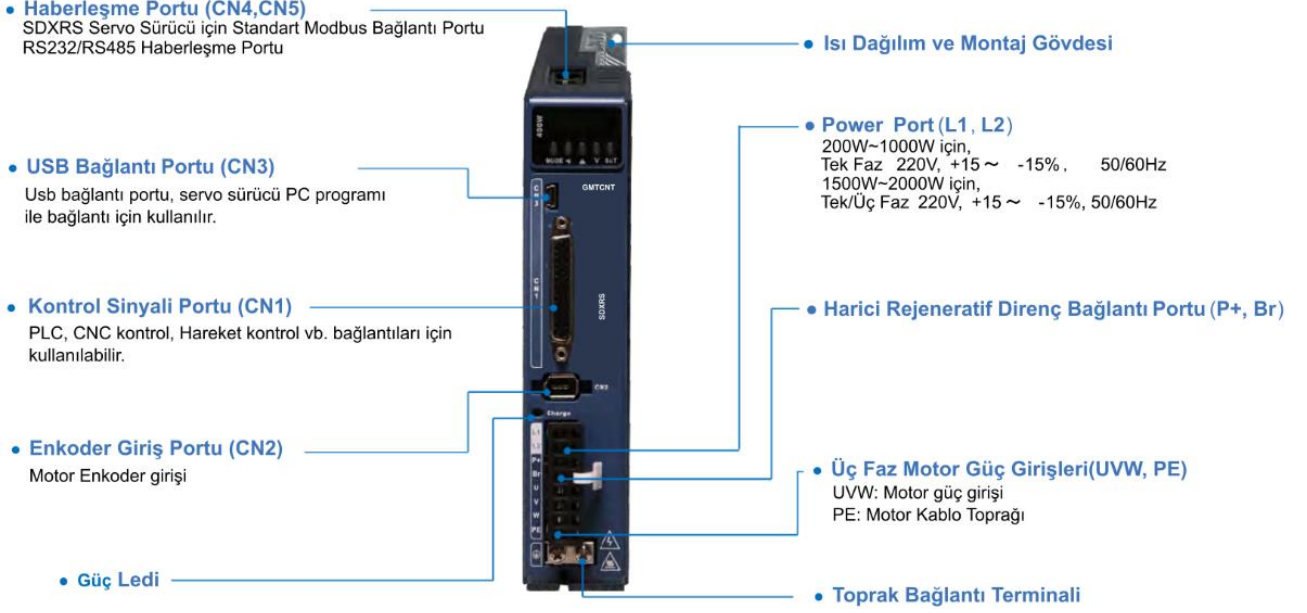 Haberleşme Portu (CN4,CN5)
SDXRS Servo Sürücü için Standart Modbus Bağlantı Portu
RS232/RS485 Haberleşme Portu
USB Bağlantı Portu (CN3)
Usb bağlantı portu, servo sürücü PC programı
ile bağlantı için kullanılır.
Kontrol Sinyali Portu (CN1)
PLC, CNC kontrol, Hareket kontrol vb. bağlantıları için
kullanılabilir.
Enkoder Giriş Portu (CN2)
Motor Enkoder girişi
Güç Ledi
400W
MODE
SET
CN3
GMTCNT
CN1
SDXRS
CN2
Charge
L1
L2
P+
Br
U
V
W
PE
Isı Dağılım ve Montaj Gövdesi
Power Port (L1, L2)
200W~1000W için,
Tek Faz 220V, +15 ~ -15%, 50/60Hz
1500W~2000W için,
Tek/Üç Faz 220V, +15 ~ -15%, 50/60Hz
Harici Rejeneratif Direnç Bağlantı Portu (P+, Br)
Üç Faz Motor Güç Girişleri(UVW, PE)
UVW: Motor güç girişi
PE: Motor Kablo Toprağı
Toprak Bağlantı Terminali